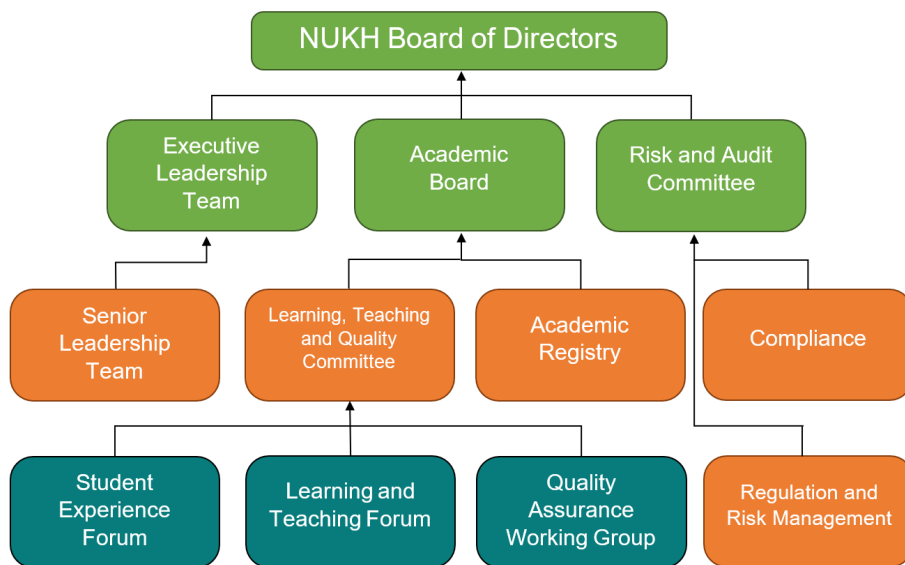 NUKH Board of Directors
Executive
Leadership
Team
Academic
Board
Risk and Audit
Committee
Senior
Leadership
Team
Learning, Teaching
and Quality
Committee
Academic
Registry
Compliance
Student
Experience
Forum
Learning and
Teaching Forum
Quality
Assurance
Working Group
Regulation and
Risk Management